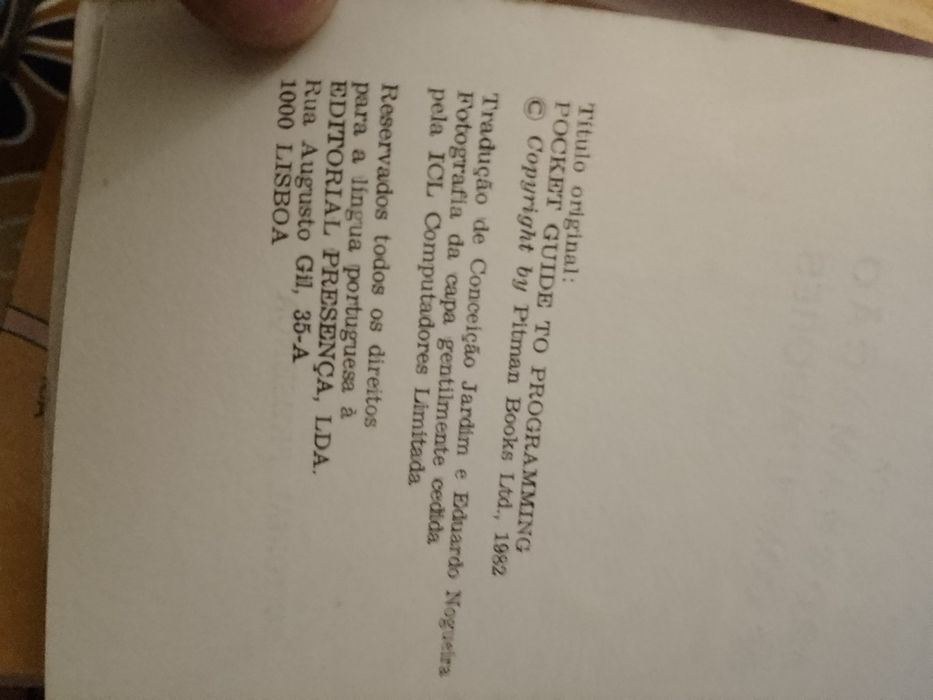 Título original:
POCKET GUIDE TO PROGRAMMING
© Copyright by Pitman Books Ltd., 1982
Tradução de Conceição Jardim e Eduardo Nogueira
Fotografia da capa gentilmente cedida
pela ICL Computadores Limitada
Reservados todos os direitos
para a língua portuguesa à
EDITORIAL PRESENÇA, LDA.
Rua Augusto Gil, 35-A
1000 LISBOA